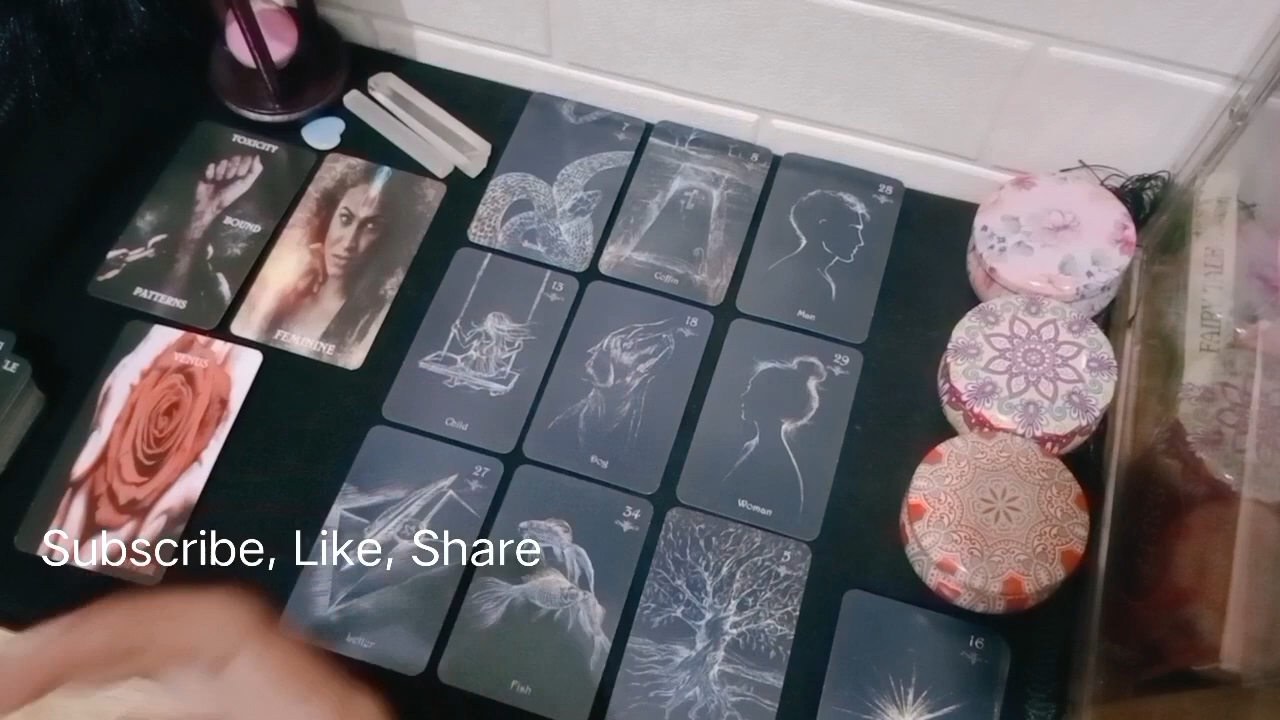 TOXICITY
BOUND
PATTERNS
FEMININE
VENUS
7
8
Coffin
28
Man
13
Child
18
Dog
29
Woman
27
Letter
34
Fish
5
16
LE
FAIRY TALE
Subscribe, Like, Share